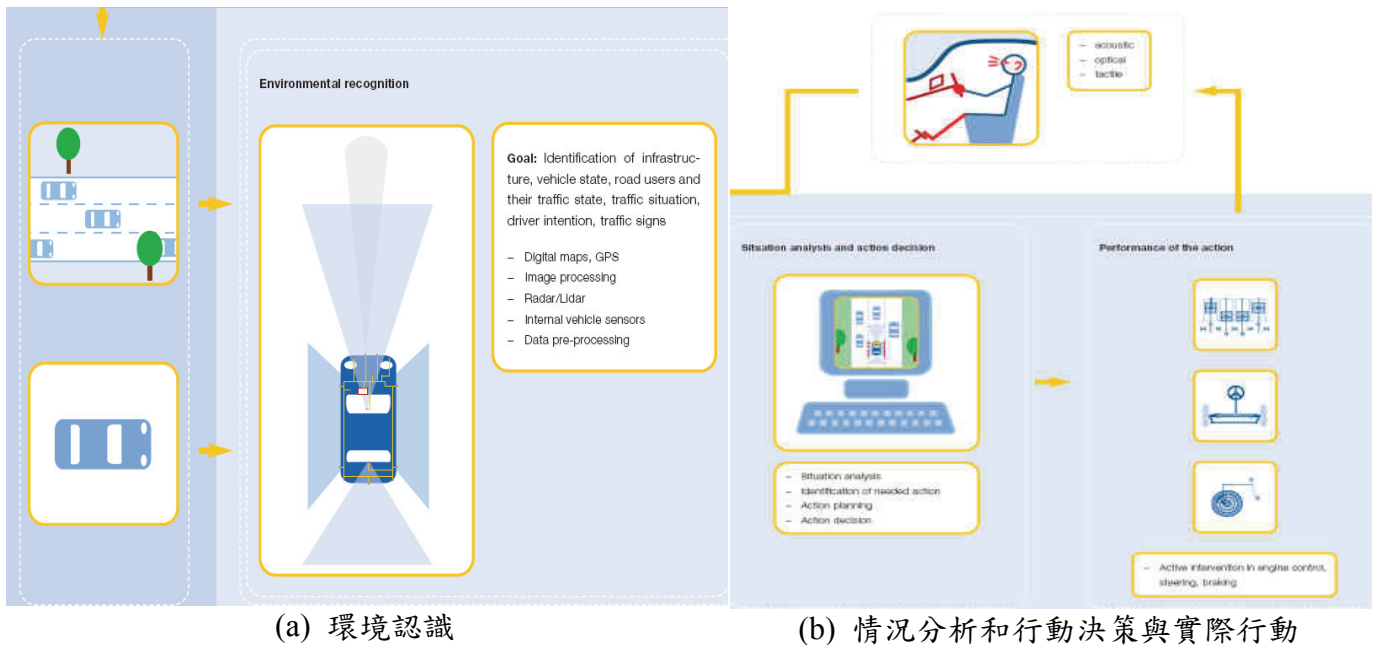 Environmental recognition
Goal: Identification of infrastruc-
ture, vehicle state, road users and
their traffic state, traffic situation,
driver intention, traffic signs
– Digital maps, GPS
– Image processing
– Radar/Lidar
– Internal vehicle sensors
– Data pre-processing
(a) 環境認識
– acoustic
– optical
– tactile
Situation analysis and action decision
– Situation analysis
– Identification of needed action
– Action planning
– Action decision
Performance of the action
– Active intervention in engine control,
steering, braking
(b) 情況分析和行動決策與實際行動